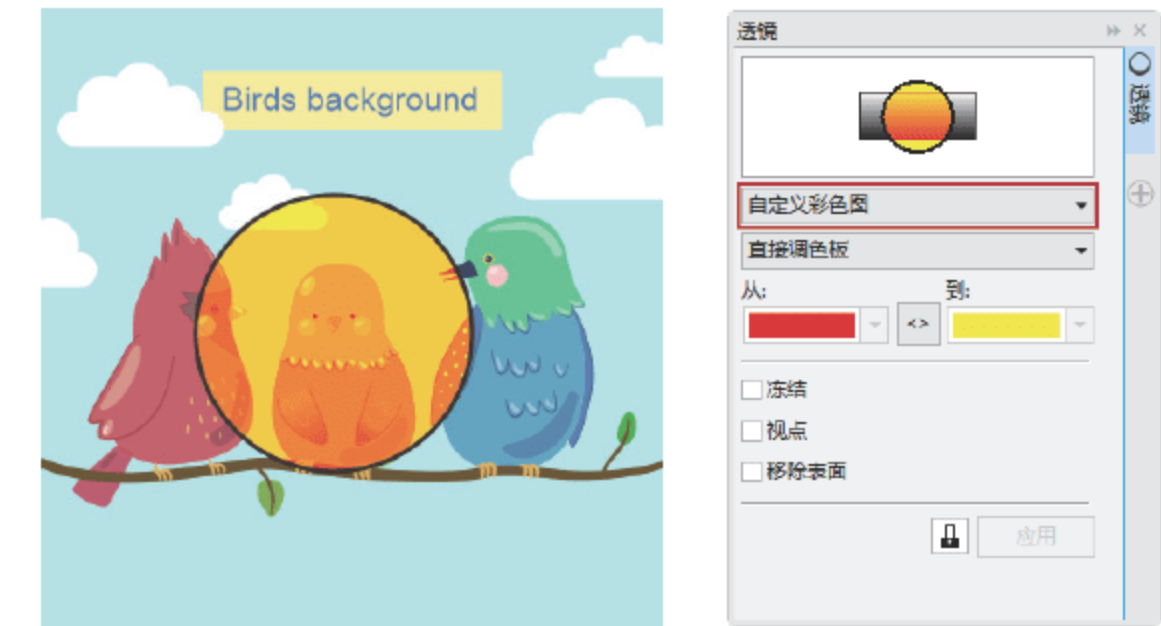 Birds background
透镜
透镜
自定义彩色图
直接调色板
从:
到:
<>
冻结
视点
移除表面
应用